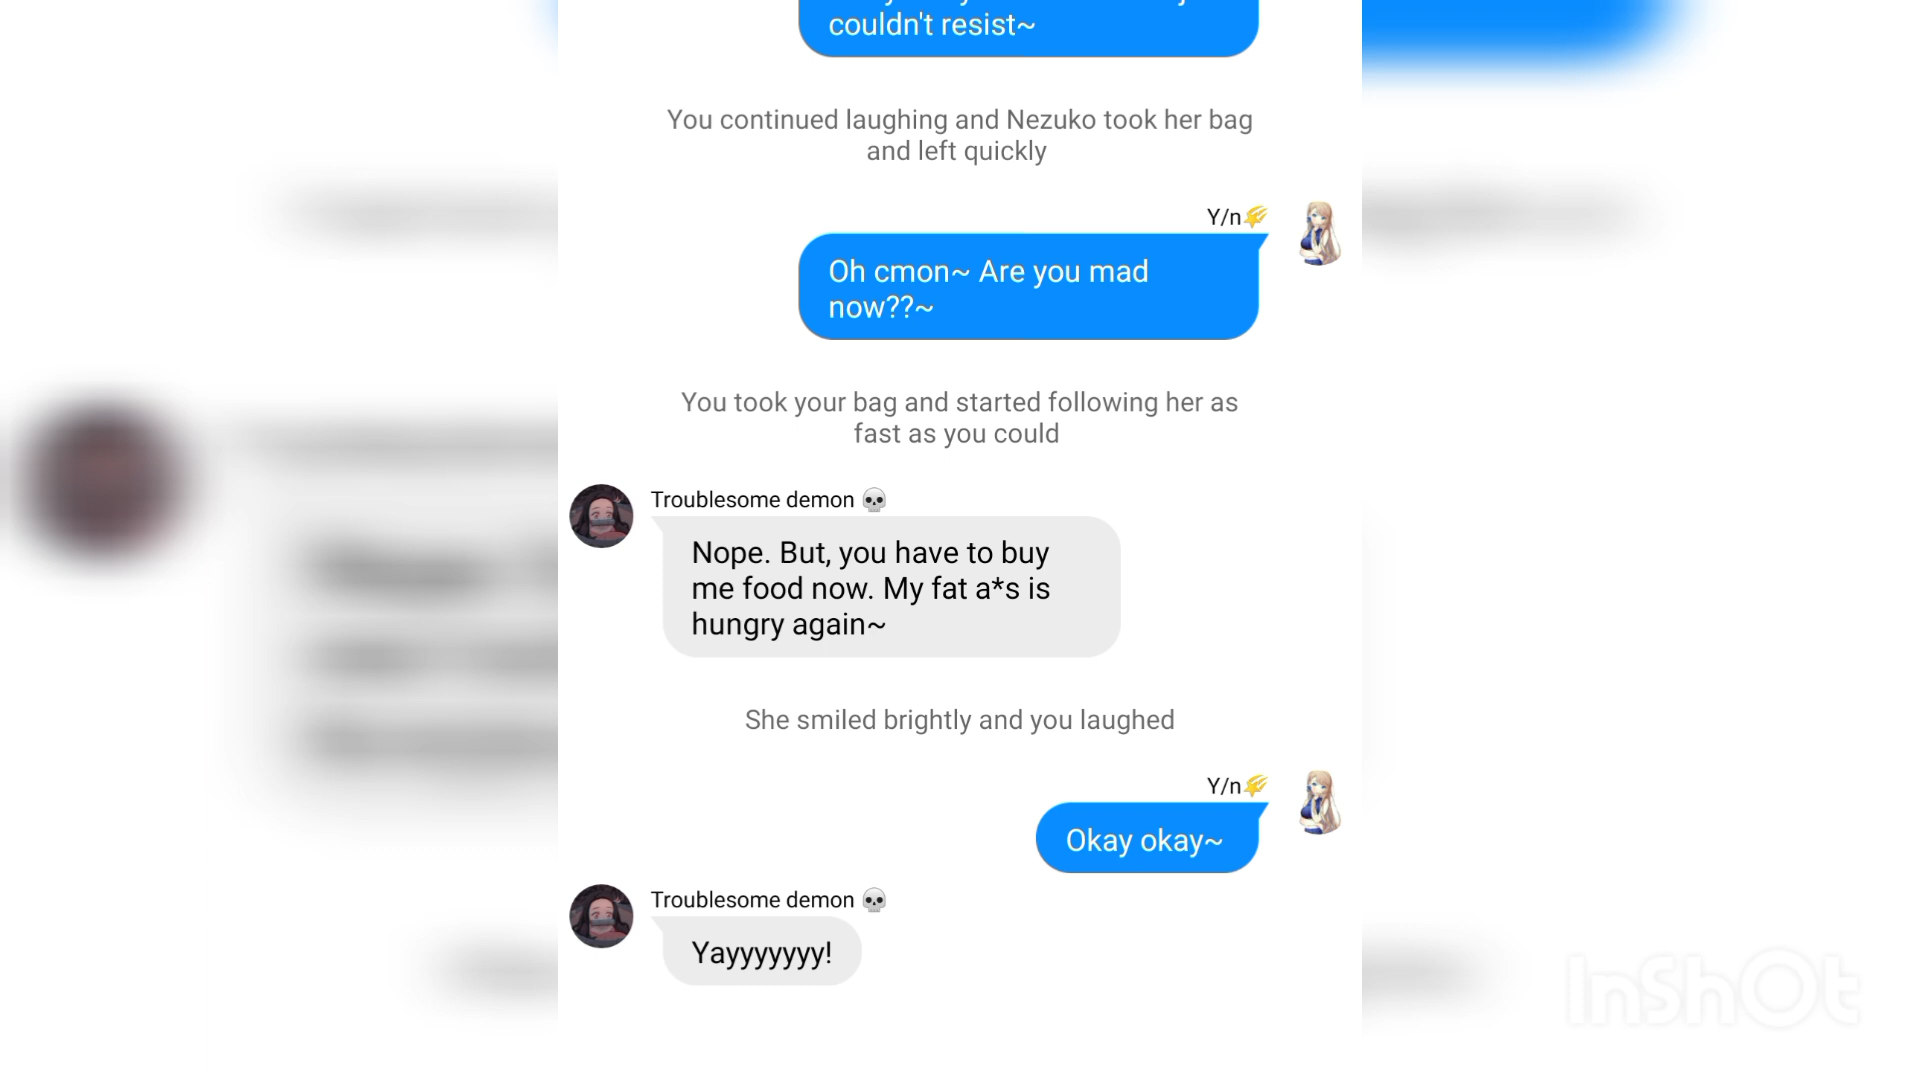 couldn't resist~
You continued laughing and Nezuko took her bag
and left quickly
Y/n
Oh cmon~ Are you mad
now??~
You took your bag and started following her as
fast as you could
Troublesome demon 💀
Nope. But, you have to buy
me food now. My fat a*s is
hungry again~
She smiled brightly and you laughed
Y/n
Okay okay~
Troublesome demon 💀
Yayyyyyyy!
InShOt